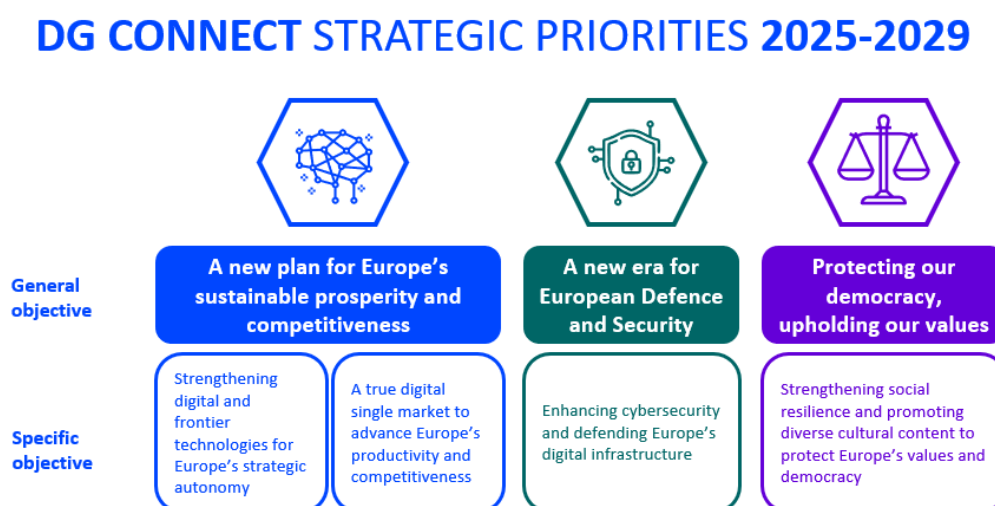 DG CONNECT STRATEGIC PRIORITIES 2025-2029
General
objective
A new plan for Europe's
sustainable prosperity and
competitiveness
A new era for
European Defence
and Security
Protecting our
democracy,
upholding our values
Specific
objective
Strengthening
digital and
frontier
technologies for
Europe's strategic
autonomy
A true digital
single market to
advance Europe's
productivity and
competitiveness
Enhancing cybersecurity
and defending Europe's
digital infrastructure
Strengthening social
resilience and promoting
diverse cultural content to
protect Europe's values and
democracy